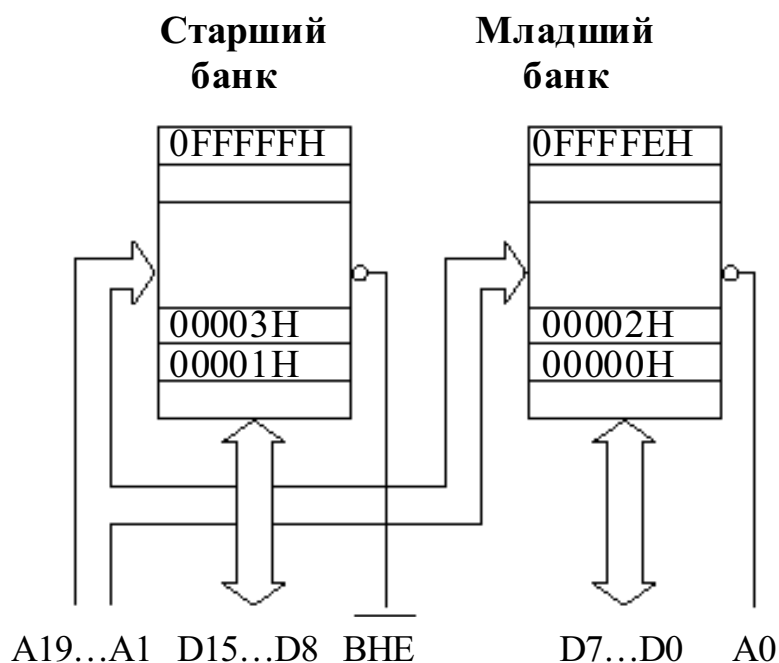 Старший Младший
банк банк
0FFFFFH 0FFFFEH
00003H 00002H
00001H 00000H
A19...A1 D15...D8 BHE D7...D0 A0